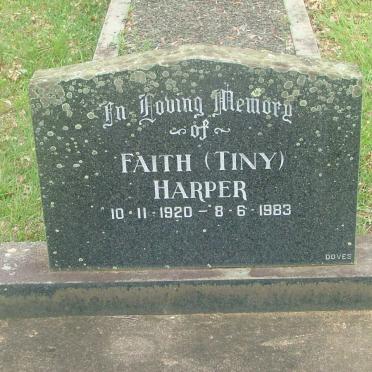 In Loving Memory
of
FAITH (TINY)
HARPER
10-11-1920 - 8-6-1983
DOVES